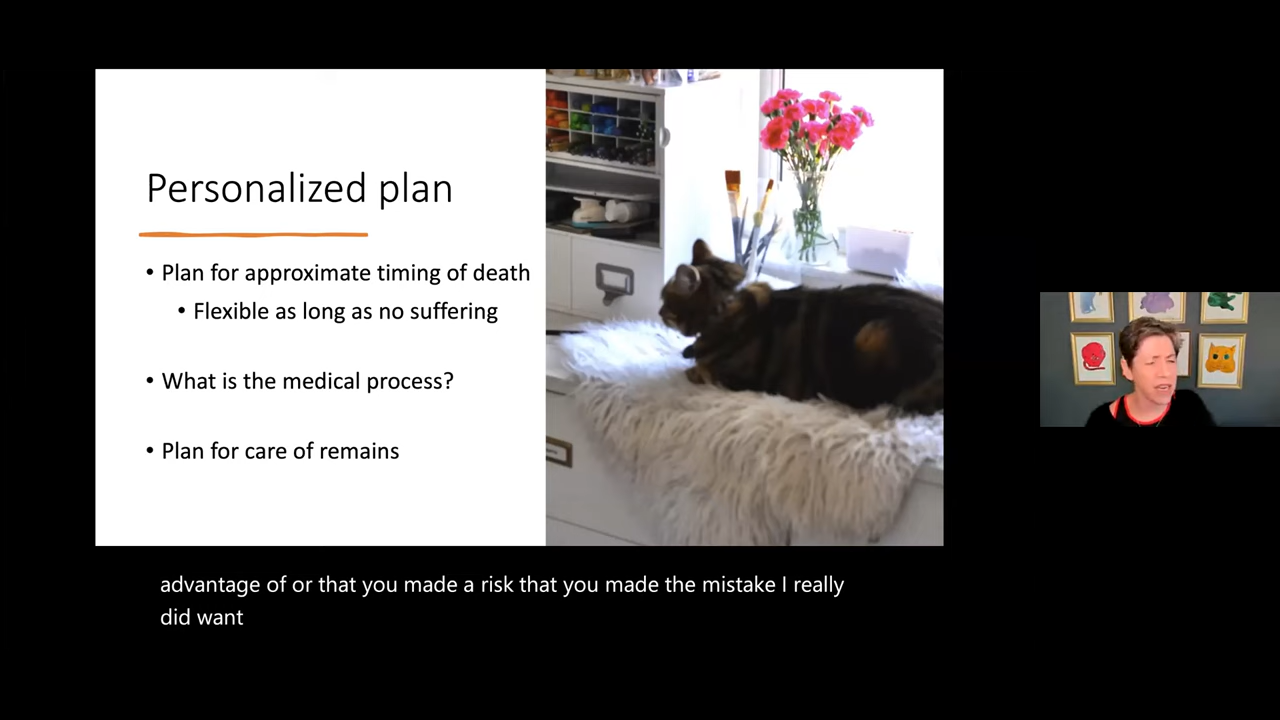 Personalized plan
• Plan for approximate timing of death
• Flexible as long as no suffering
• What is the medical process?
• Plan for care of remains
advantage of or that you made a risk that you made the mistake I really
did want